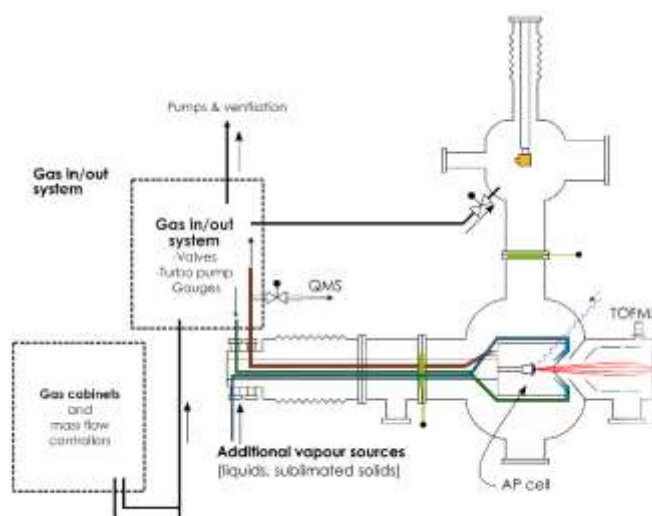 Pumps & ventilation
Gas in/out
system
Gas in/out
system
-Valves
-Turbo pump
Gauges
QMS
TOFMS
Gas cabinets
and
mass flow
controllers
Additional vapour sources
(liquids, sublimated solids)
AP cell